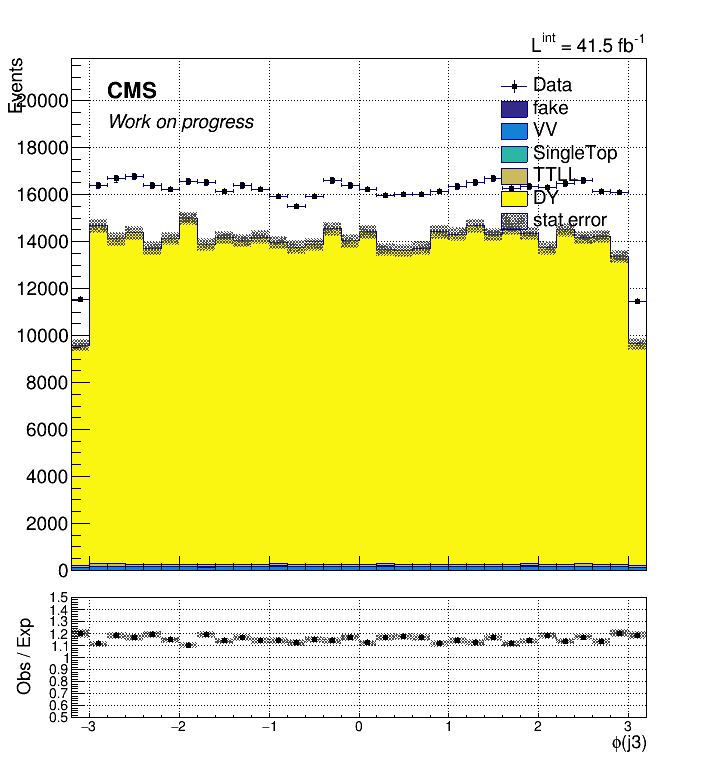 L^int = 41.5 fb^-1
Events
CMS
Work on progress
Data
fake
VV
SingleTop
TTLL
DY
stat.error
20000
18000
16000
14000
12000
10000
8000
6000
4000
2000
0
Obs / Exp
1.5
1.4
1.3
1.2
1.1
1
0.9
0.8
0.7
0.6
0.5
−3 −2 −1 0 1 2 3
ϕ(j3)